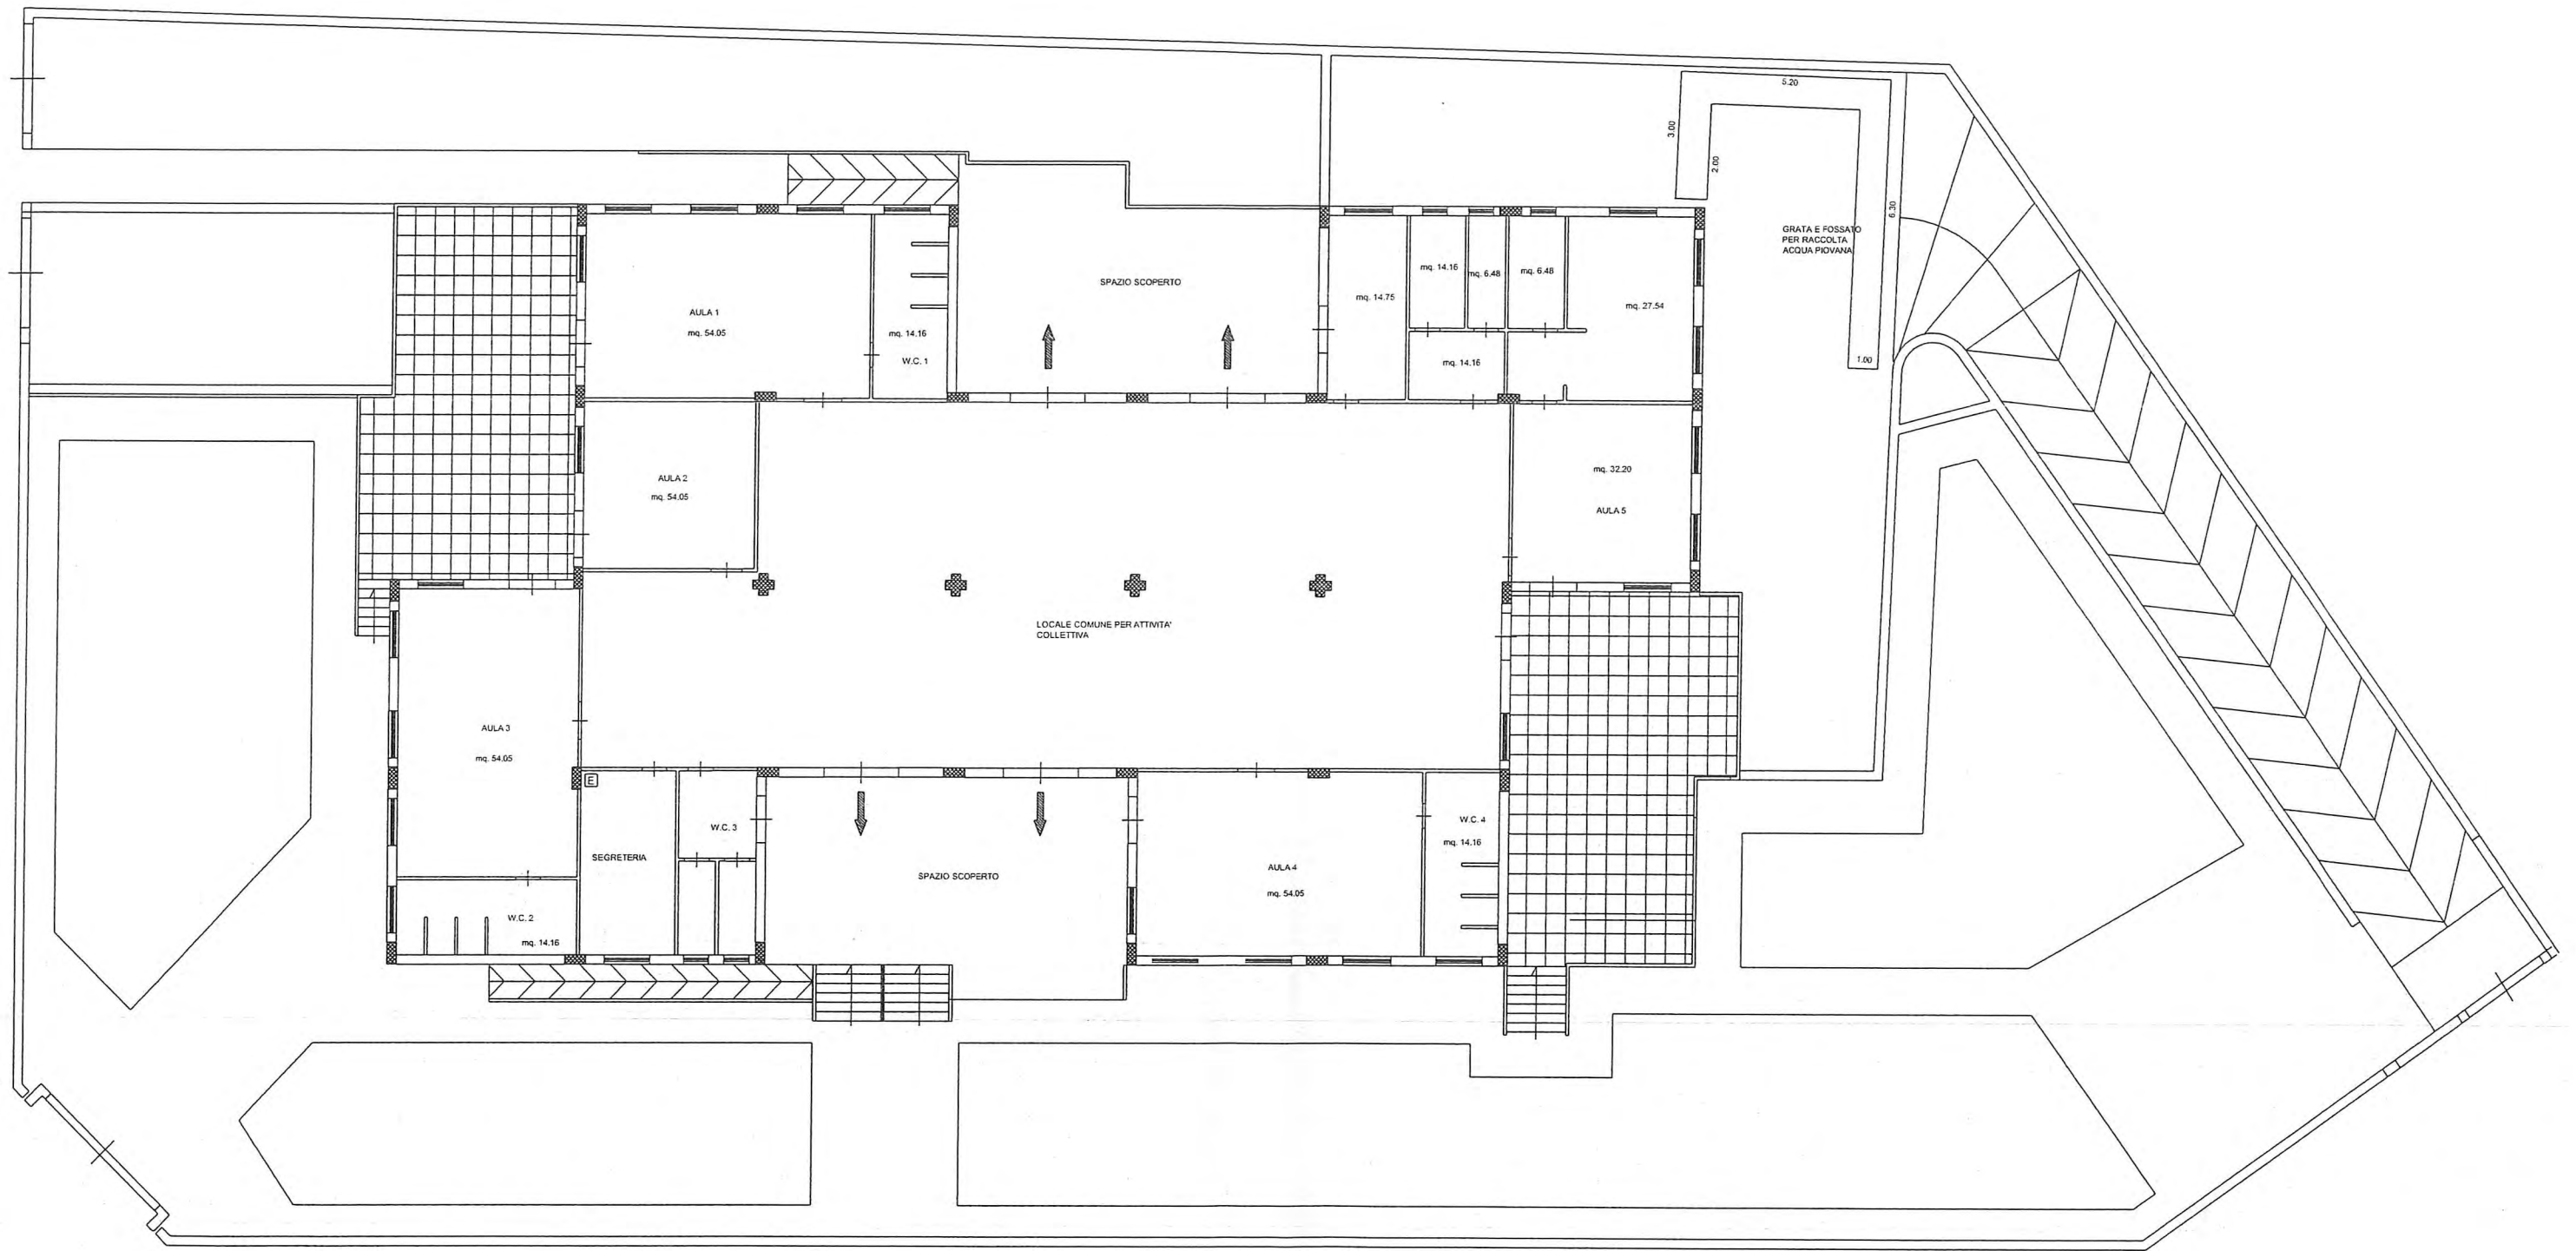 5.20
3.00
2.00
6.30
GRATA E FOSSATO
PER RACCOLTA
ACQUA PIOVANA
1.00
SPAZIO SCOPERTO
mq. 14.16
mq. 6.48
mq. 6.48
mq. 14.75
mq. 27.54
AULA 1
mq. 54.05
mq. 14.16
W.C. 1
mq. 14.16
AULA 2
mq. 54.05
mq. 32.20
AULA 5
LOCALE COMUNE PER ATTIVITA'
COLLETTIVA
AULA 3
mq. 54.05
E
W.C. 3
SEGRETERIA
SPAZIO SCOPERTO
AULA 4
mq. 54.05
W.C. 4
mq. 14.16
W.C. 2
mq. 14.16